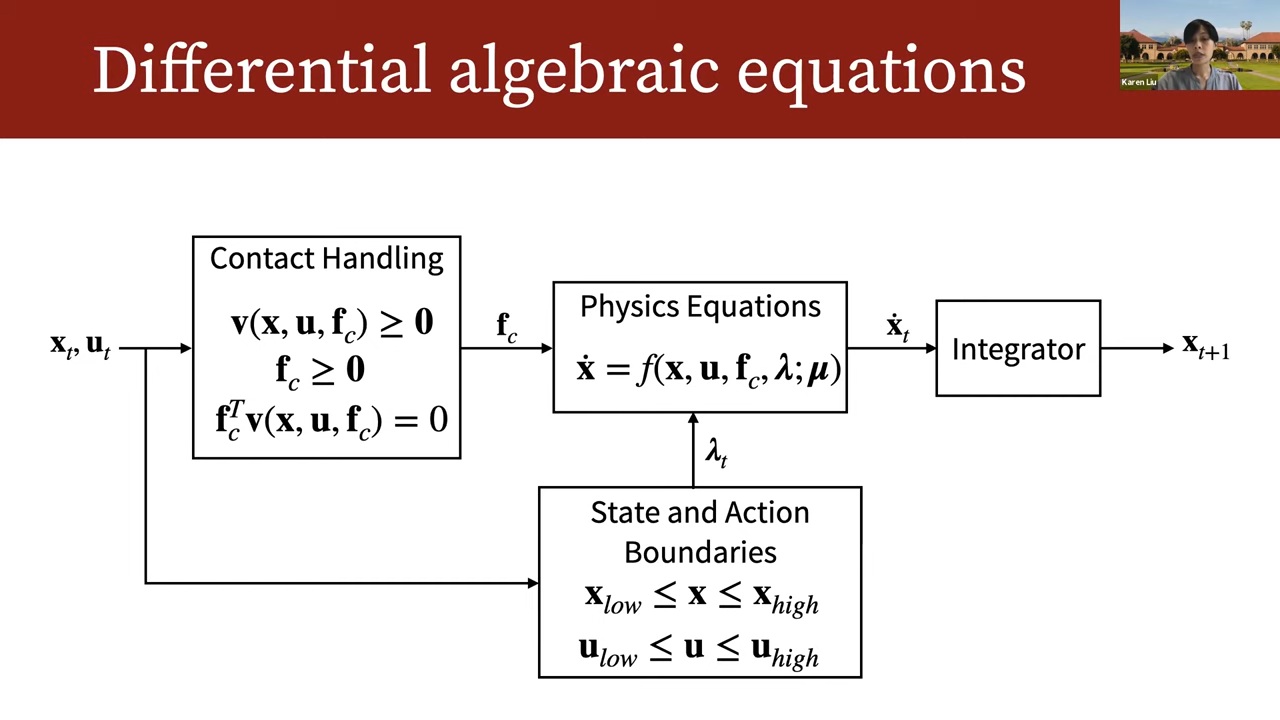 Differential algebraic equations
Karen Liu
Contact Handling
v(x, u, f_c) ≥ 0
f_c ≥ 0
f_c^T v(x, u, f_c) = 0
x_t, u_t
f_c
Physics Equations
ẋ = f(x, u, f_c, λ; μ)
ẋ_t
Integrator
x_{t+1}
λ_t
State and Action
Boundaries
x_low ≤ x ≤ x_high
u_low ≤ u ≤ u_high